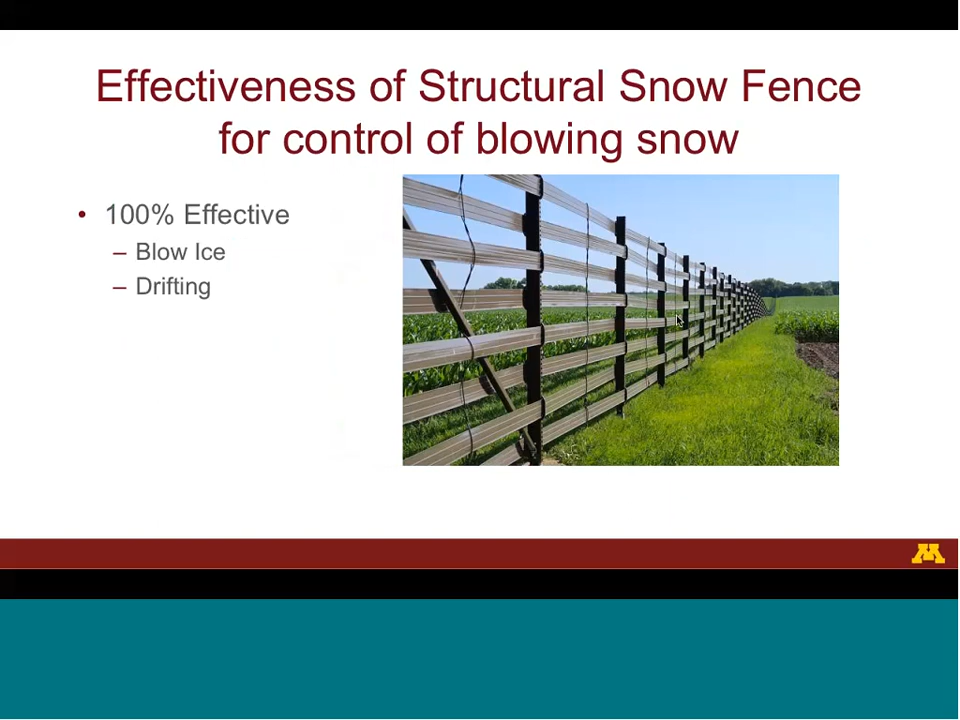 Effectiveness of Structural Snow Fence
for control of blowing snow
• 100% Effective
– Blow Ice
– Drifting
M